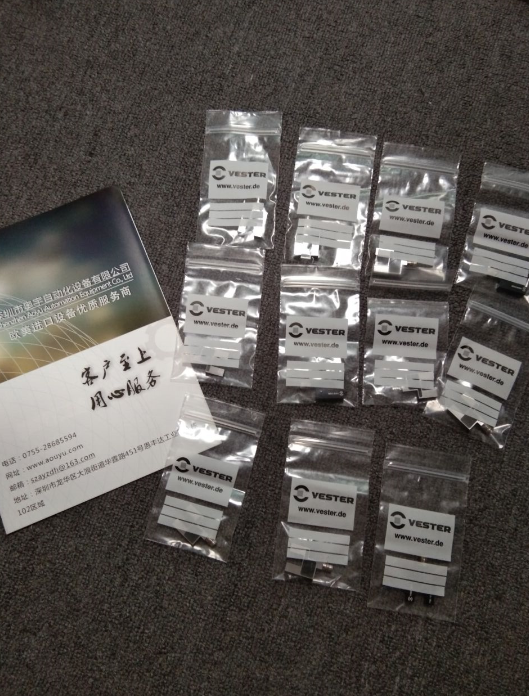 VESTER
www.vester.de
VESTER
www.vester.de
VESTER
www.vester.de
VESTER
www.vester.de
VESTER
www.vester.de
VESTER
www.vester.de
VESTER
www.vester.de
VESTER
www.vester.de
VESTER
www.vester.de
VESTER
www.vester.de
VESTER
www.vester.de
深圳市奥宇自动化设备有限公司
Shenzhen AoYu Automation Equipment Co., Ltd
欧美进口设备优质服务商
客户至上
用心服务
电话：0755-28685594
网址：www.aouyu.com
邮箱：szayzdh@163.com
地址：深圳市龙华区大浪街道华霆路451号惠丰达工
102区域